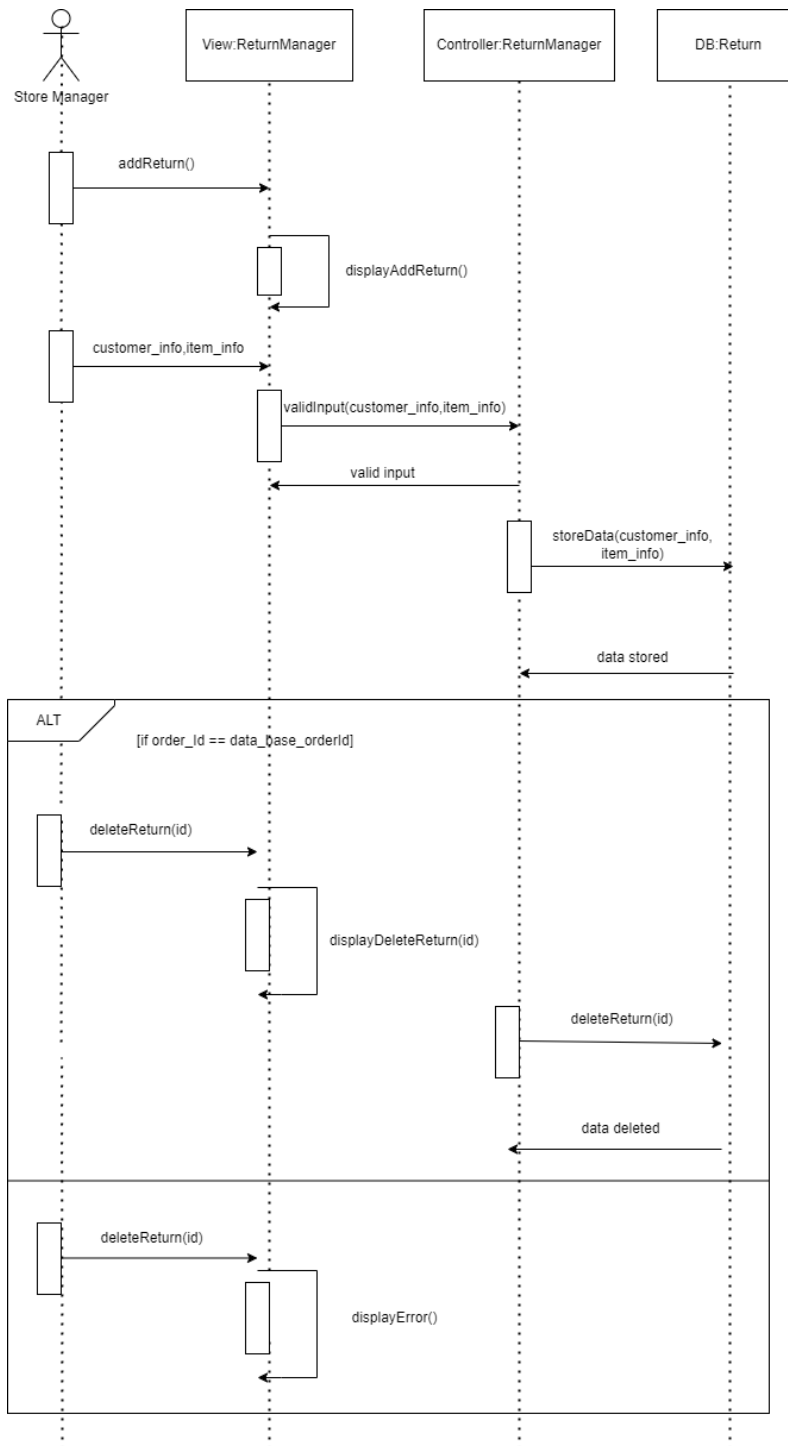 Store Manager
View:ReturnManager
Controller:ReturnManager
DB:Return
addReturn()
displayAddReturn()
customer_info,item_info
validInput(customer_info,item_info)
valid input
storeData(customer_info,
item_info)
data stored
ALT
[if order_Id == data_base_orderId]
deleteReturn(id)
displayDeleteReturn(id)
deleteReturn(id)
data deleted
deleteReturn(id)
displayError()